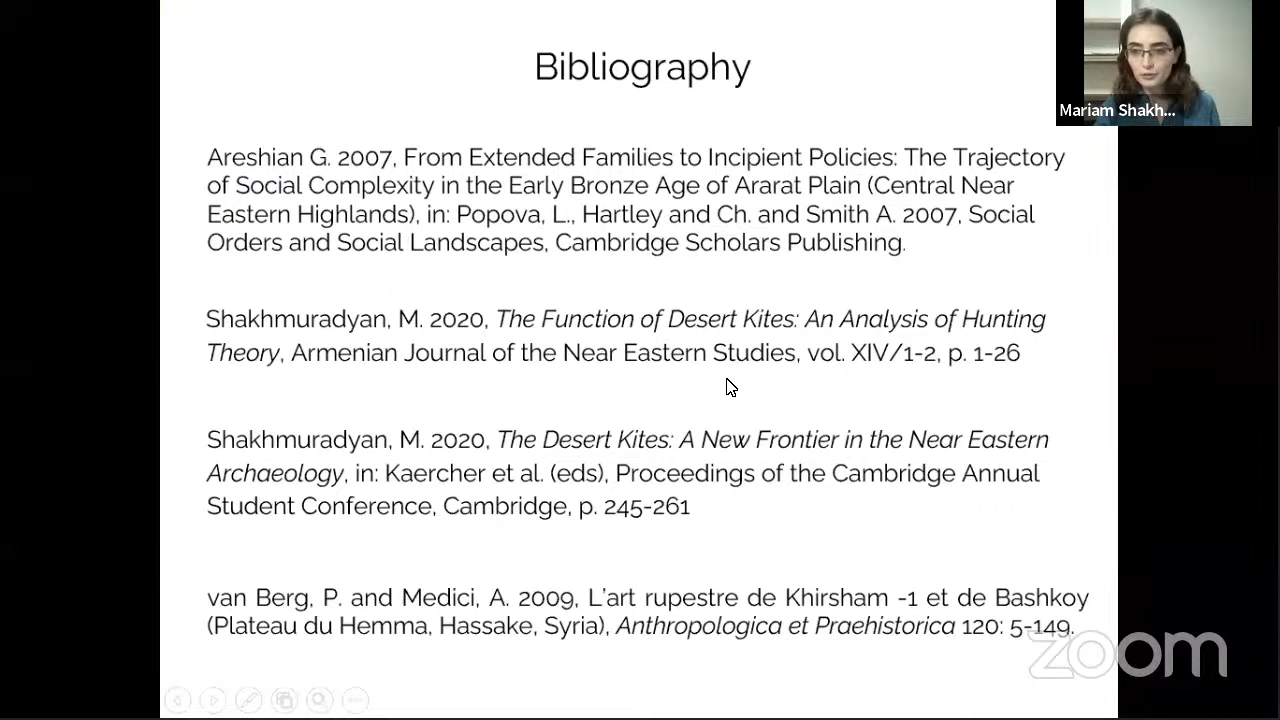 Bibliography
Mariam Shakh...
Areshian G. 2007, From Extended Families to Incipient Policies: The Trajectory
of Social Complexity in the Early Bronze Age of Ararat Plain (Central Near
Eastern Highlands), in: Popova, L., Hartley and Ch. and Smith A. 2007, Social
Orders and Social Landscapes, Cambridge Scholars Publishing.
Shakhmuradyan, M. 2020, The Function of Desert Kites: An Analysis of Hunting
Theory, Armenian Journal of the Near Eastern Studies, vol. XIV/1-2, p. 1-26
Shakhmuradyan, M. 2020, The Desert Kites: A New Frontier in the Near Eastern
Archaeology, in: Kaercher et al. (eds), Proceedings of the Cambridge Annual
Student Conference, Cambridge, p. 245-261
van Berg, P. and Medici, A. 2009, L'art rupestre de Khirsham -1 et de Bashkoy
(Plateau du Hemma, Hassake, Syria), Anthropologica et Praehistorica 120: 5-149.
zoom